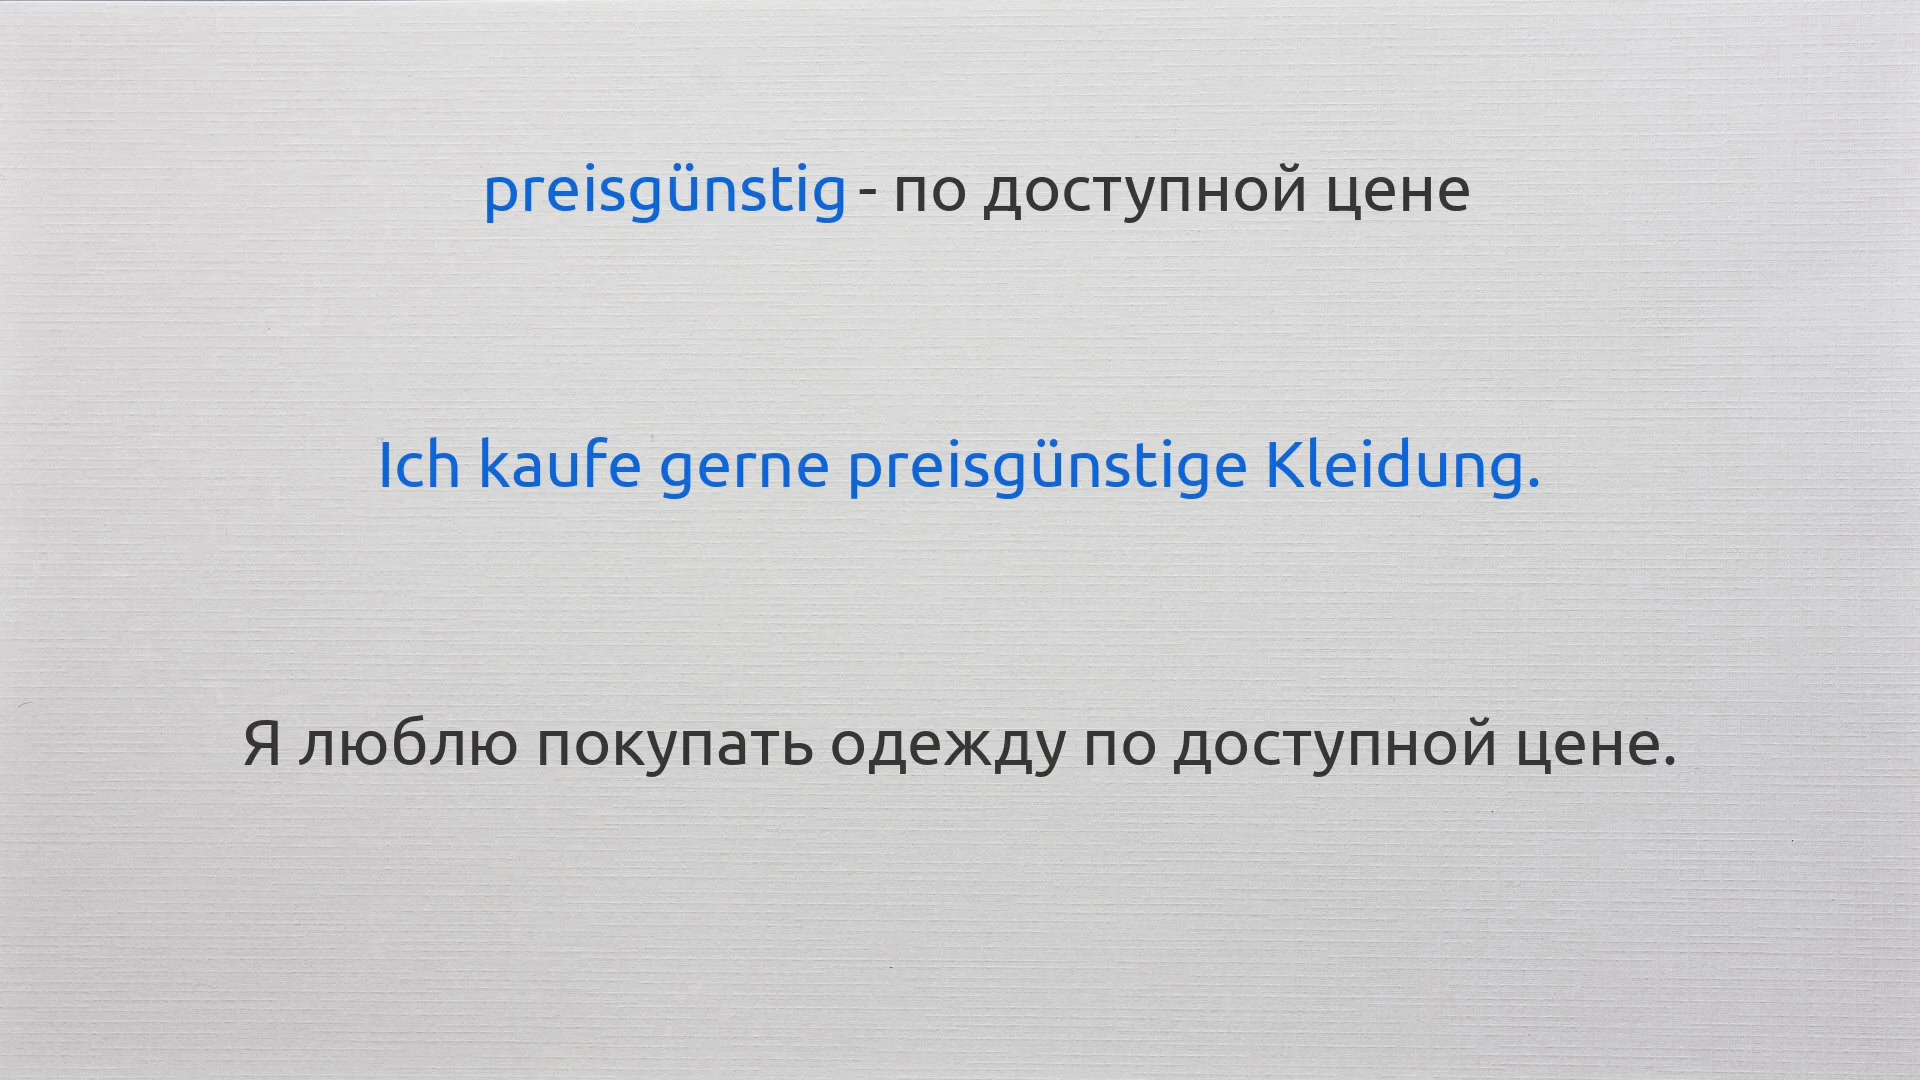 preisgünstig - по доступной цене
Ich kaufe gerne preisgünstige Kleidung.
Я люблю покупать одежду по доступной цене.